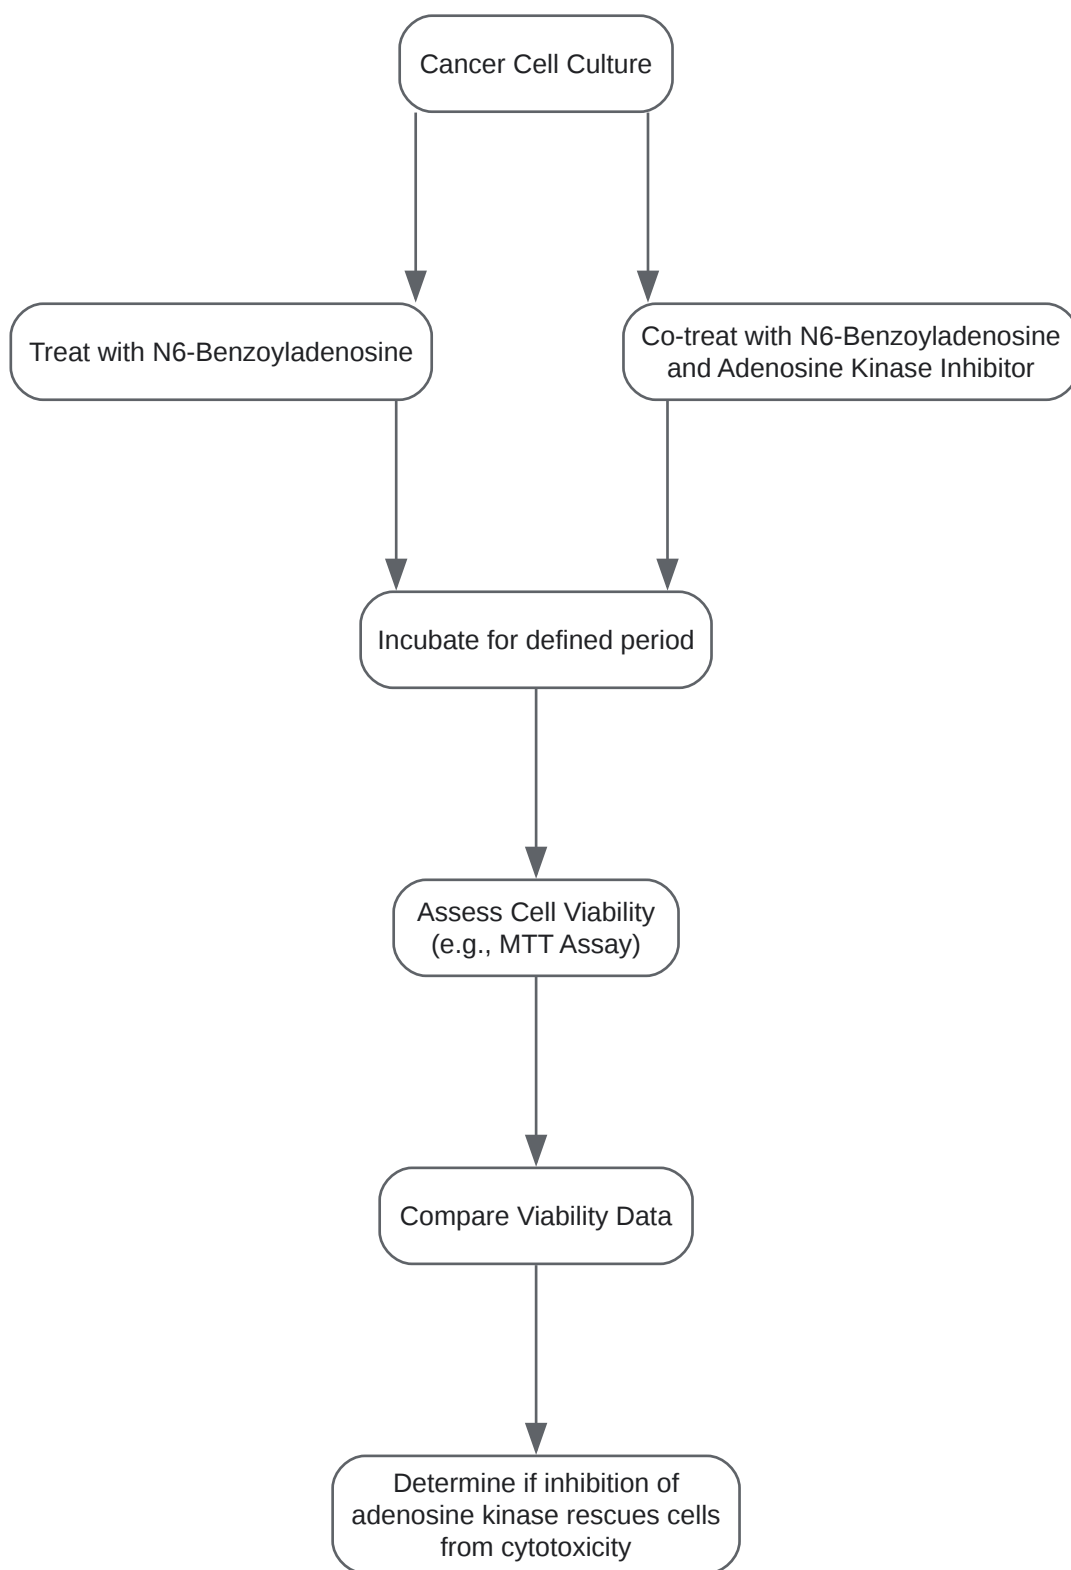 Cancer Cell Culture
Treat with N6-Benzoyladenosine
Co-treat with N6-Benzoyladenosine
and Adenosine Kinase Inhibitor
Incubate for defined period
Assess Cell Viability
(e.g., MTT Assay)
Compare Viability Data
Determine if inhibition of
adenosine kinase rescues cells
from cytotoxicity